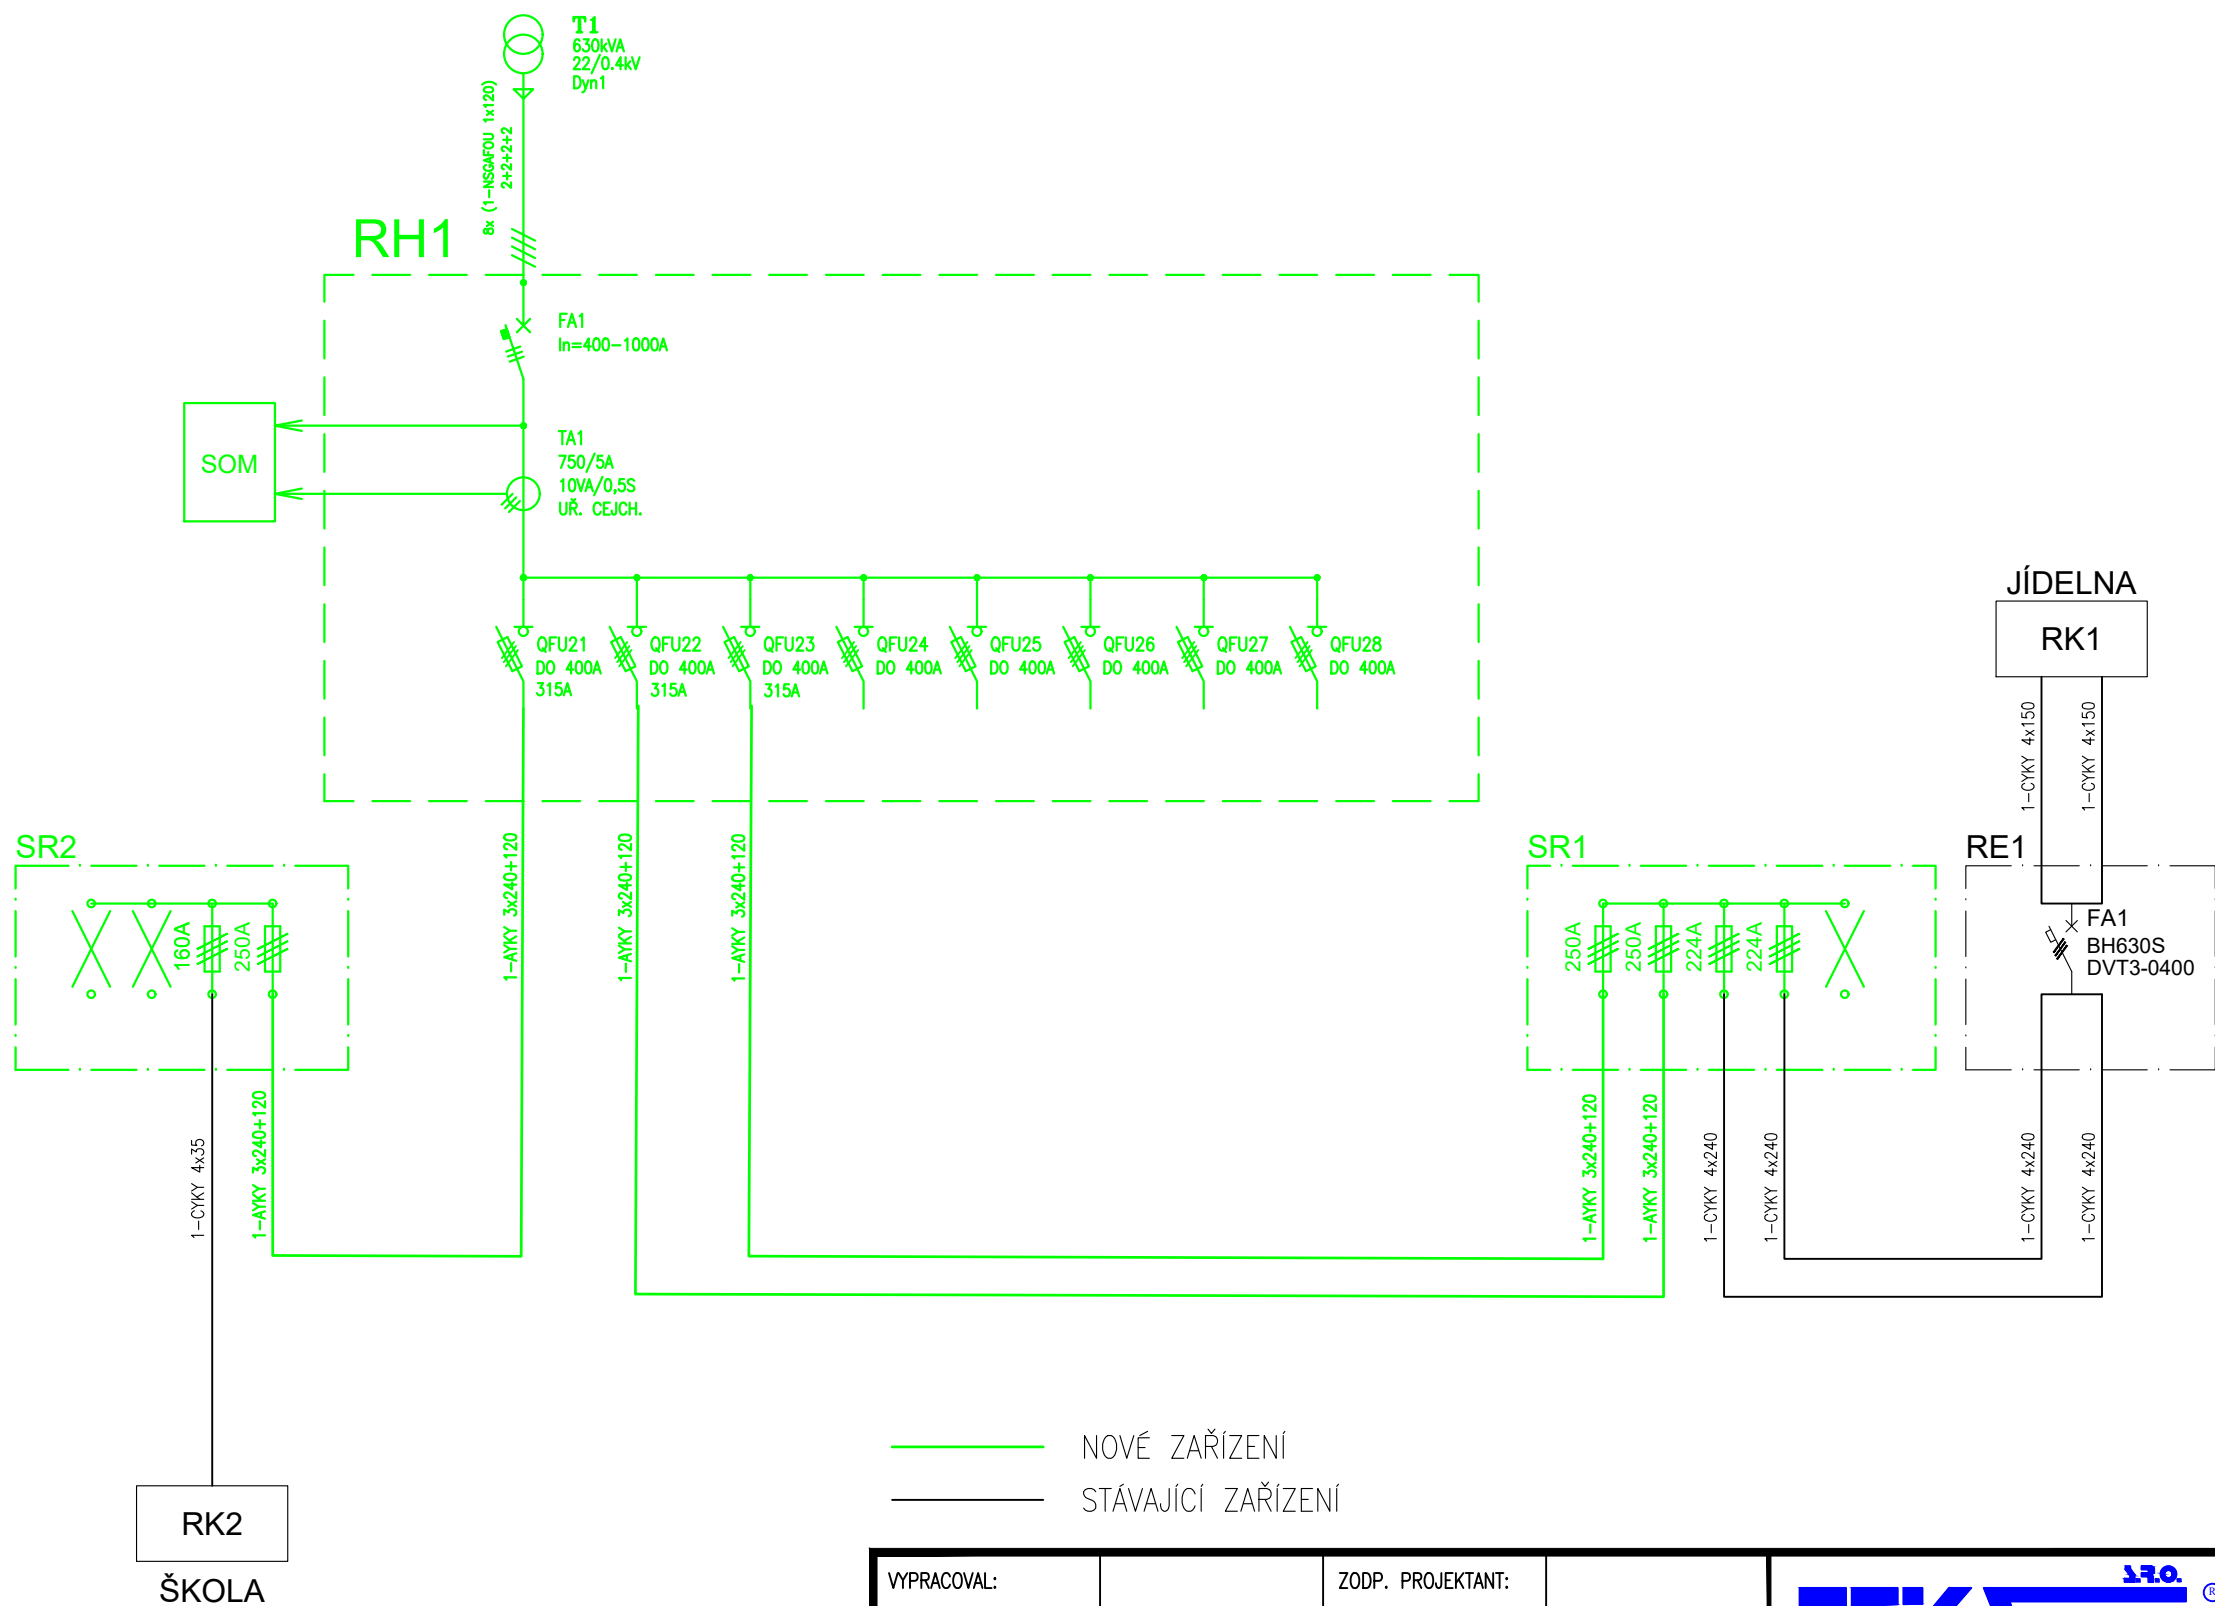 T1
630kVA
22/0.4kV
Dyn1
8x (1-NSGAFOU 1x120)
2+2+2+2
RH1
FA1
In=400-1000A
SOM
TA1
750/5A
10VA/0,5S
UŘ. CEJCH.
QFU21
DO 400A
315A
QFU22
DO 400A
315A
QFU23
DO 400A
315A
QFU24
DO 400A
QFU25
DO 400A
QFU26
DO 400A
QFU27
DO 400A
QFU28
DO 400A
JÍDELNA
RK1
1-CYKY 4x150
1-CYKY 4x150
SR2
160A
250A
1-AYKY 3x240+120
1-AYKY 3x240+120
1-AYKY 3x240+120
SR1
250A
250A
224A
224A
RE1
FA1
BH630S
DVT3-0400
1-CYKY 4x35
1-AYKY 3x240+120
1-AYKY 3x240+120
1-AYKY 3x240+120
1-CYKY 4x240
1-CYKY 4x240
1-CYKY 4x240
1-CYKY 4x240
NOVÉ ZAŘÍZENÍ
STÁVAJÍCÍ ZAŘÍZENÍ
RK2
ŠKOLA
VYPRACOVAL:
ZODP. PROJEKTANT:
S.R.O.
®